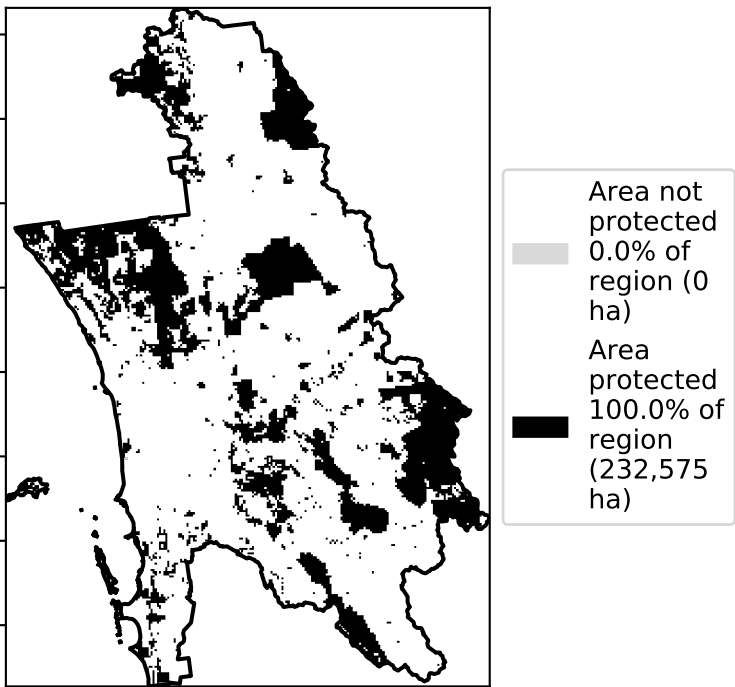 Area not
protected
0.0% of
region (0
ha)
Area
protected
100.0% of
region
(232,575
ha)